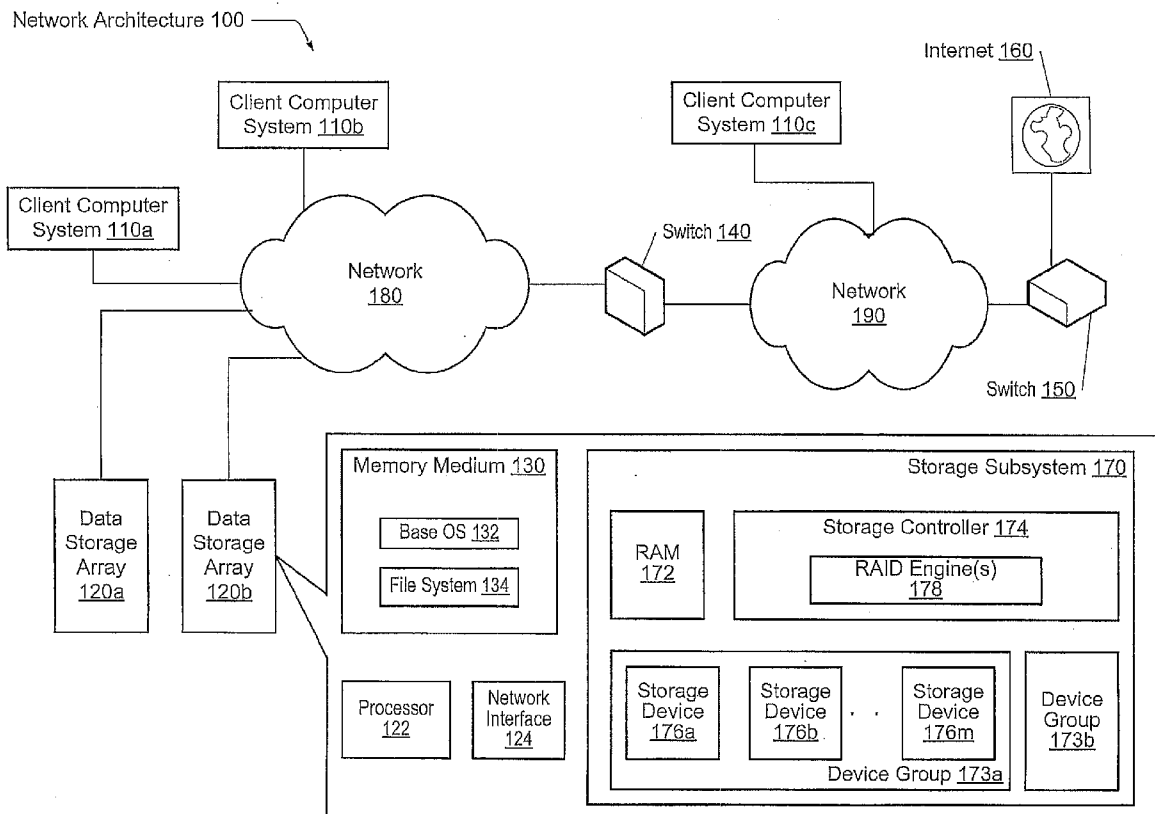 Network Architecture 100
Internet 160
Client Computer
System 110b
Client Computer
System 110c
Client Computer
System 110a
Switch 140
Network
180
Network
190
Switch 150
Memory Medium 130
Base OS 132
File System 134
Storage Subsystem 170
RAM
172
Storage Controller 174
RAID Engine(s)
178
Data
Storage
Array
120a
Data
Storage
Array
120b
Processor
122
Network
Interface
124
Storage
Device
176a
Storage
Device
176b
. .
Storage
Device
176m
Device Group 173a
Device
Group
173b